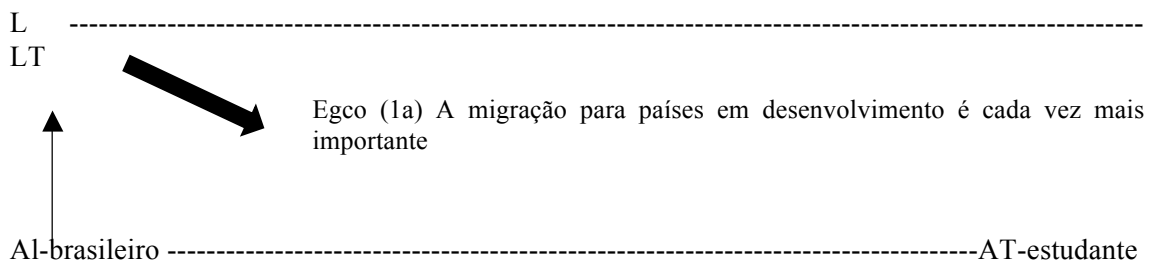 L ------------------------------------------------------------------------------------------------------------
LT
Egco (1a) A migração para países em desenvolvimento é cada vez mais
importante
Al-brasileiro ---------------------------------------------------------------------------------AT-estudante